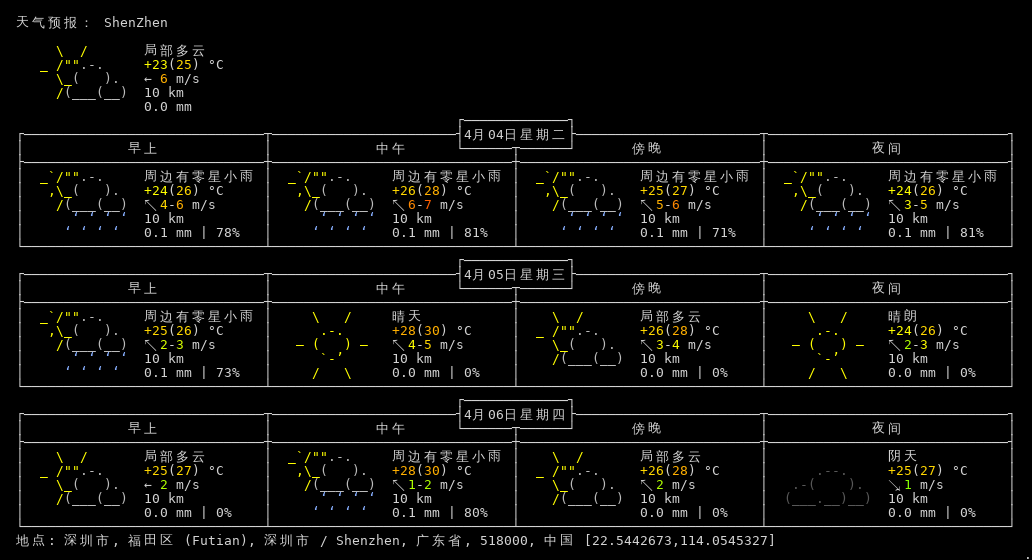 天气预报： ShenZhen
局部多云
+23(25) °C
← 6 m/s
10 km
0.0 mm
4月04日星期二
早上 中午 傍晚 夜间
周边有零星小雨 周边有零星小雨 周边有零星小雨 周边有零星小雨
+24(26) °C +26(28) °C +25(27) °C +24(26) °C
↖ 4-6 m/s ↖ 6-7 m/s ↖ 5-6 m/s ↖ 3-5 m/s
10 km 10 km 10 km 10 km
0.1 mm | 78% 0.1 mm | 81% 0.1 mm | 71% 0.1 mm | 81%
4月05日星期三
早上 中午 傍晚 夜间
周边有零星小雨 晴天 局部多云 晴朗
+25(26) °C +28(30) °C +26(28) °C +24(26) °C
↖ 2-3 m/s ↖ 4-5 m/s ↖ 3-4 m/s ↖ 2-3 m/s
10 km 10 km 10 km 10 km
0.1 mm | 73% 0.0 mm | 0% 0.0 mm | 0% 0.0 mm | 0%
4月06日星期四
早上 中午 傍晚 夜间
局部多云 周边有零星小雨 局部多云 阴天
+25(27) °C +28(30) °C +26(28) °C +25(27) °C
← 2 m/s ↖ 1-2 m/s ↖ 2 m/s ↘ 1 m/s
10 km 10 km 10 km 10 km
0.0 mm | 0% 0.1 mm | 80% 0.0 mm | 0% 0.0 mm | 0%
地点: 深圳市, 福田区 (Futian), 深圳市 / Shenzhen, 广东省, 518000, 中国 [22.5442673,114.0545327]